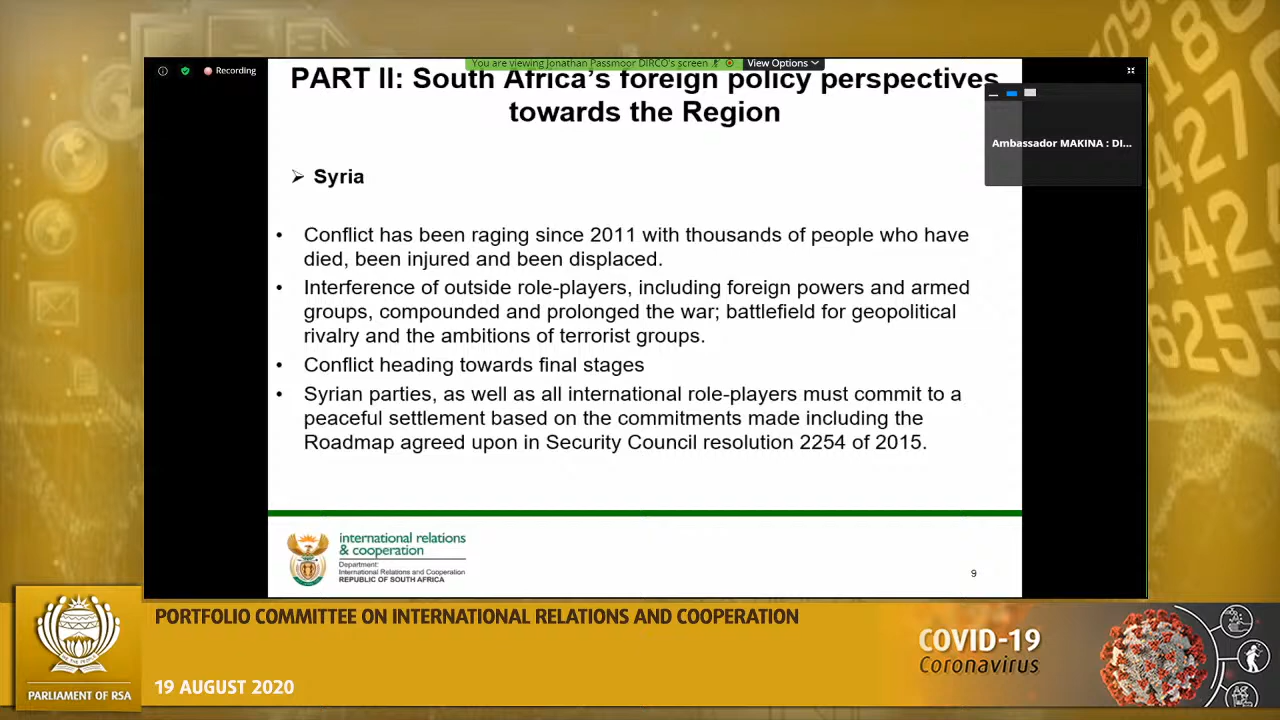 You are viewing Jonathan Passmoor DIRCO's screen
View Options
Recording
PART II: South Africa's foreign policy perspectives
towards the Region
Ambassador MAKINA : DI...
➢ Syria
• Conflict has been raging since 2011 with thousands of people who have
died, been injured and been displaced.
• Interference of outside role-players, including foreign powers and armed
groups, compounded and prolonged the war; battlefield for geopolitical
rivalry and the ambitions of terrorist groups.
• Conflict heading towards final stages
• Syrian parties, as well as all international role-players must commit to a
peaceful settlement based on the commitments made including the
Roadmap agreed upon in Security Council resolution 2254 of 2015.
international relations
& cooperation
Department:
International Relations and Cooperation
REPUBLIC OF SOUTH AFRICA
9
PORTFOLIO COMMITTEE ON INTERNATIONAL RELATIONS AND COOPERATION
COVID-19
Coronavirus
19 AUGUST 2020
PARLIAMENT OF RSA